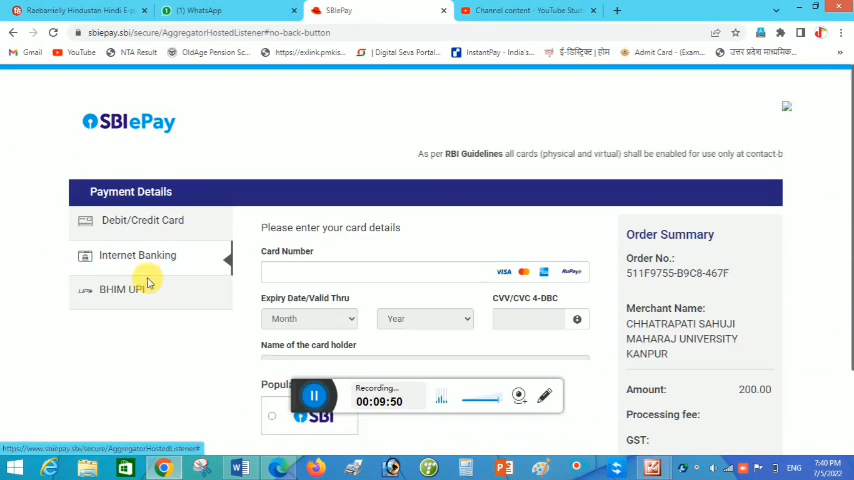 Raebarrielly Hindustan Hindi E-p
(1) WhatsApp
SBIePay
Channel content - YouTube Stud
sbiepay.sbi/secure/AggregatorHostedListener#no-back-button
Gmail
YouTube
NTA Result
OldAge Pension Sch...
https://exlink.pmkis...
| Digital Seva Portal...
InstantPay - India's...
ई-डिस्ट्रिक्ट | होम
Admit Card - (Exam...
उत्तर प्रदेश माध्यमिक...
SBIePay
As per RBI Guidelines all cards (physical and virtual) shall be enabled for use only at contact-b
Payment Details
Debit/Credit Card
Internet Banking
BHIM UPI
Please enter your card details
Card Number
VISA
RuPay
Expiry Date/Valid Thru
CVV/CVC 4-DBC
Month
Year
Name of the card holder
Popula
SBI
Order Summary
Order No.:
511F9755-B9C8-467F
Merchant Name:
CHHATRAPATI SAHUJI
MAHARAJ UNIVERSITY
KANPUR
Amount: 200.00
Processing fee:
GST:
Recording...
00:09:50
https://www.sbiepay.sbi/secure/AggregatorHostedListener#
ENG
7:40 PM
7/5/2022